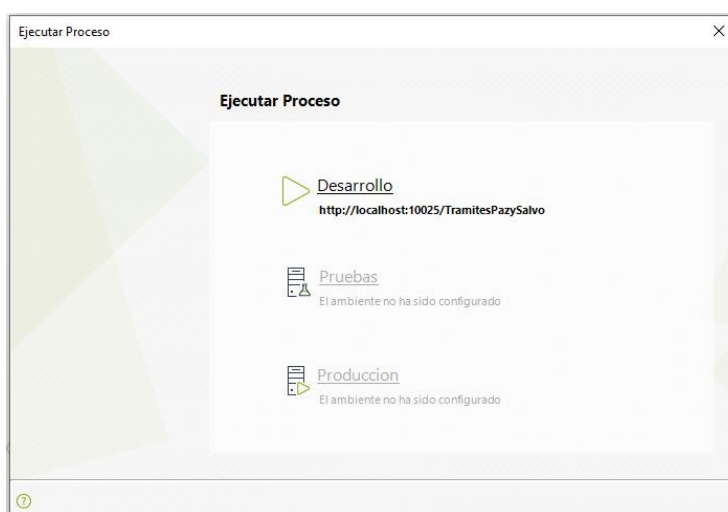 Ejecutar Proceso
Ejecutar Proceso
Desarrollo
http://localhost:10025/TramitesPazySalvo
Pruebas
El ambiente no ha sido configurado
Produccion
El ambiente no ha sido configurado
?